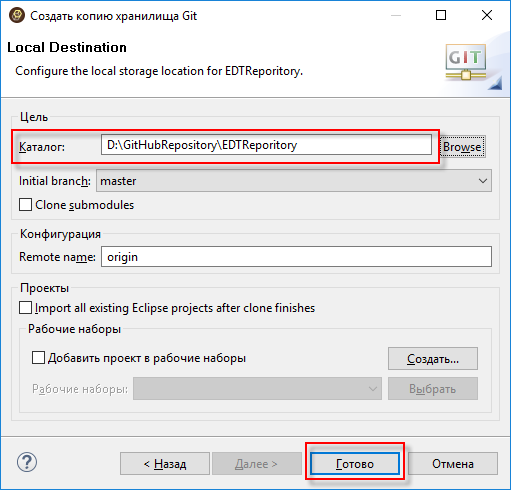 Создать копию хранилища Git
Local Destination
Configure the local storage location for EDTReporitory.
GIT
Цель
Каталог: D:\GitHubRepository\EDTReporitory Browse
Initial branch: master
Clone submodules
Конфигурация
Remote name: origin
Проекты
Import all existing Eclipse projects after clone finishes
Рабочие наборы
Добавить проект в рабочие наборы Создать...
Рабочие наборы: Выбрать
? < Назад Далее > Готово Отмена